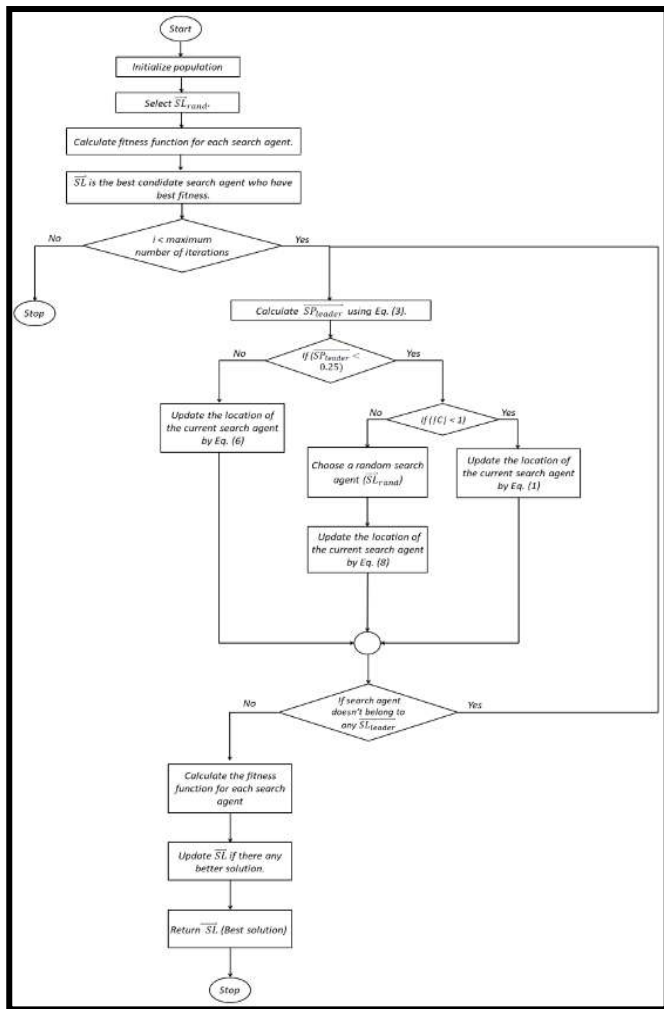 Start
Initialize population
Select $\overrightarrow{SL}_{rand}$.
Calculate fitness function for each search agent.
$\overrightarrow{SL}$ is the best candidate search agent who have
best fitness.
No
i < maximum
number of iterations
Yes
Stop
Calculate $\overrightarrow{SP_{leader}}$ using Eq. (3).
No
if ($\overrightarrow{SP_{leader}}$ <
0.25)
Yes
Update the location of
the current search agent
by Eq. (6)
No
if (|C| < 1)
Yes
Choose a random search
agent ($\overrightarrow{SL}_{rand}$)
Update the location of
the current search agent
by Eq. (1)
Update the location of
the current search agent
by Eq. (8)
No
If search agent
doesn't belong to
any $\overrightarrow{SL_{leader}}$
Yes
Calculate the fitness
function for each search
agent
Update $\overrightarrow{SL}$ if there any
better solution.
Return $\overrightarrow{SL}$ (Best solution)
Stop